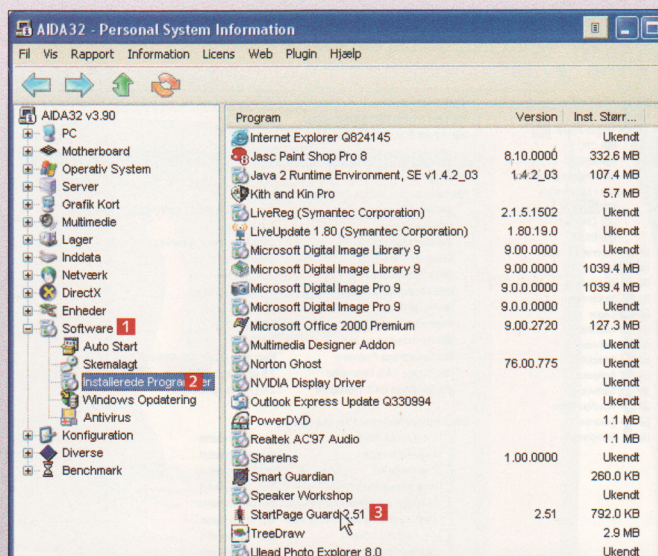 AIDA32 - Personal System Information
Fil Vis Rapport Information Licens Web Plugin Hjælp
AIDA32 v3.90
PC
Motherboard
Operativ System
Server
Grafik Kort
Multimedie
Lager
Inddata
Netværk
DirectX
Enheder
Software 1
Auto Start
Skemalagt
Installerede Program 2 er
Windows Opdatering
Antivirus
Konfiguration
Diverse
Benchmark
Program Version Inst. Størr...
Internet Explorer Q824145 Ukendt
Jasc Paint Shop Pro 8 8,10.0000 332.6 MB
Java 2 Runtime Environment, SE v1.4.2_03 1.4.2_03 107.4 MB
Kith and Kin Pro 5.7 MB
LiveReg (Symantec Corporation) 2.1.5.1502 Ukendt
LiveUpdate 1.80 (Symantec Corporation) 1.80.19.0 Ukendt
Microsoft Digital Image Library 9 9.00.0000 Ukendt
Microsoft Digital Image Library 9 9.00.0000 1039.4 MB
Microsoft Digital Image Pro 9 9.0.0.0000 1039.4 MB
Microsoft Digital Image Pro 9 9.0.0.0000 Ukendt
Microsoft Office 2000 Premium 9.00.2720 127.3 MB
Multimedia Designer Addon Ukendt
Norton Ghost 76.00.775 Ukendt
NVIDIA Display Driver Ukendt
Outlook Express Update Q330994 Ukendt
PowerDVD 1.1 MB
Realtek AC'97 Audio 1.1 MB
ShareIns 1.00.0000 Ukendt
Smart Guardian 260.0 KB
Speaker Workshop Ukendt
StartPage Guard 2.51 3 2.51 792.0 KB
TreeDraw 2.9 MB
Ulead Photo Explorer 8.0 Ukendt